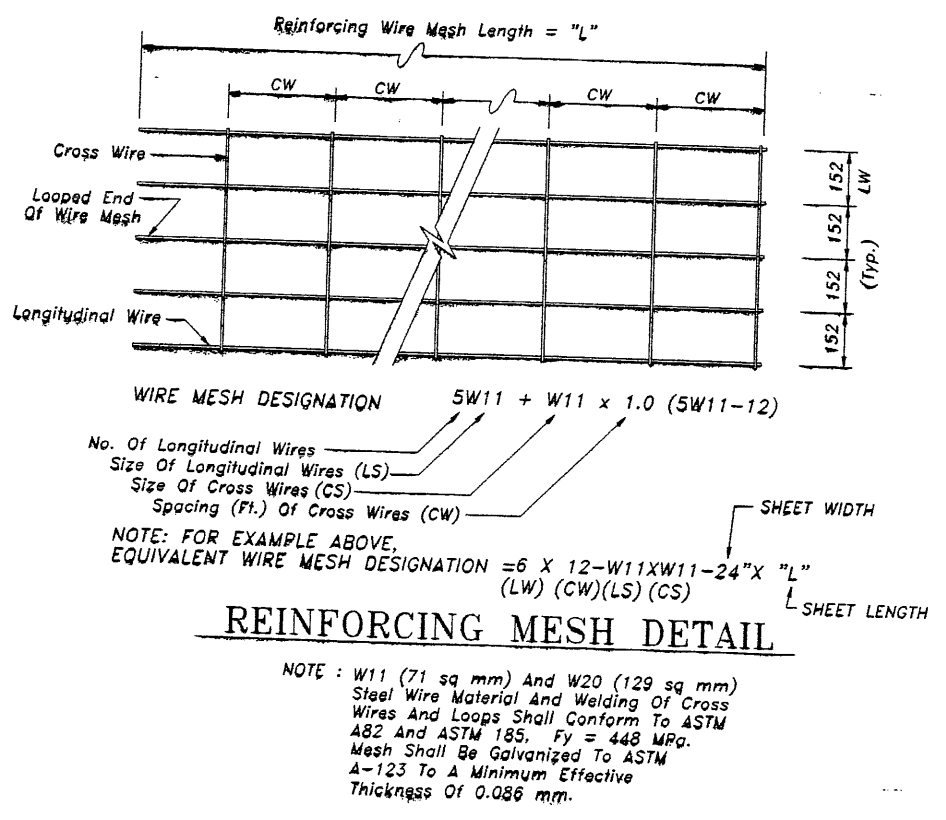 Reinforcing Wire Mesh Length = "L"
CW CW CW CW
Cross Wire
Looped End
Of Wire Mesh
Longitudinal Wire
152
152
152
152
LW
(Typ.)
WIRE MESH DESIGNATION 5W11 + W11 x 1.0 (5W11-12)
No. Of Longitudinal Wires
Size Of Longitudinal Wires (LS)
Size Of Cross Wires (CS)
Spacing (Ft.) Of Cross Wires (CW)
SHEET WIDTH
NOTE: FOR EXAMPLE ABOVE,
EQUIVALENT WIRE MESH DESIGNATION =6 X 12-W11XW11-24"X "L"
(LW) (CW)(LS) (CS)
SHEET LENGTH
REINFORCING MESH DETAIL
NOTE : W11 (71 sq mm) And W20 (129 sq mm)
Steel Wire Material And Welding Of Cross
Wires And Loops Shall Conform To ASTM
A82 And ASTM 185, Fy = 448 MPa.
Mesh Shall Be Galvanized To ASTM
A-123 To A Minimum Effective
Thickness Of 0.086 mm.